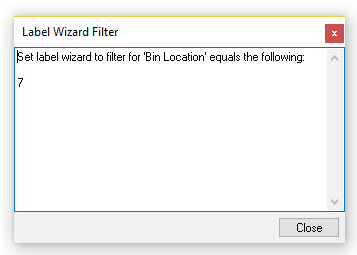 Label Wizard Filter
x
Set label wizard to filter for 'Bin Location' equals the following:
7
Close